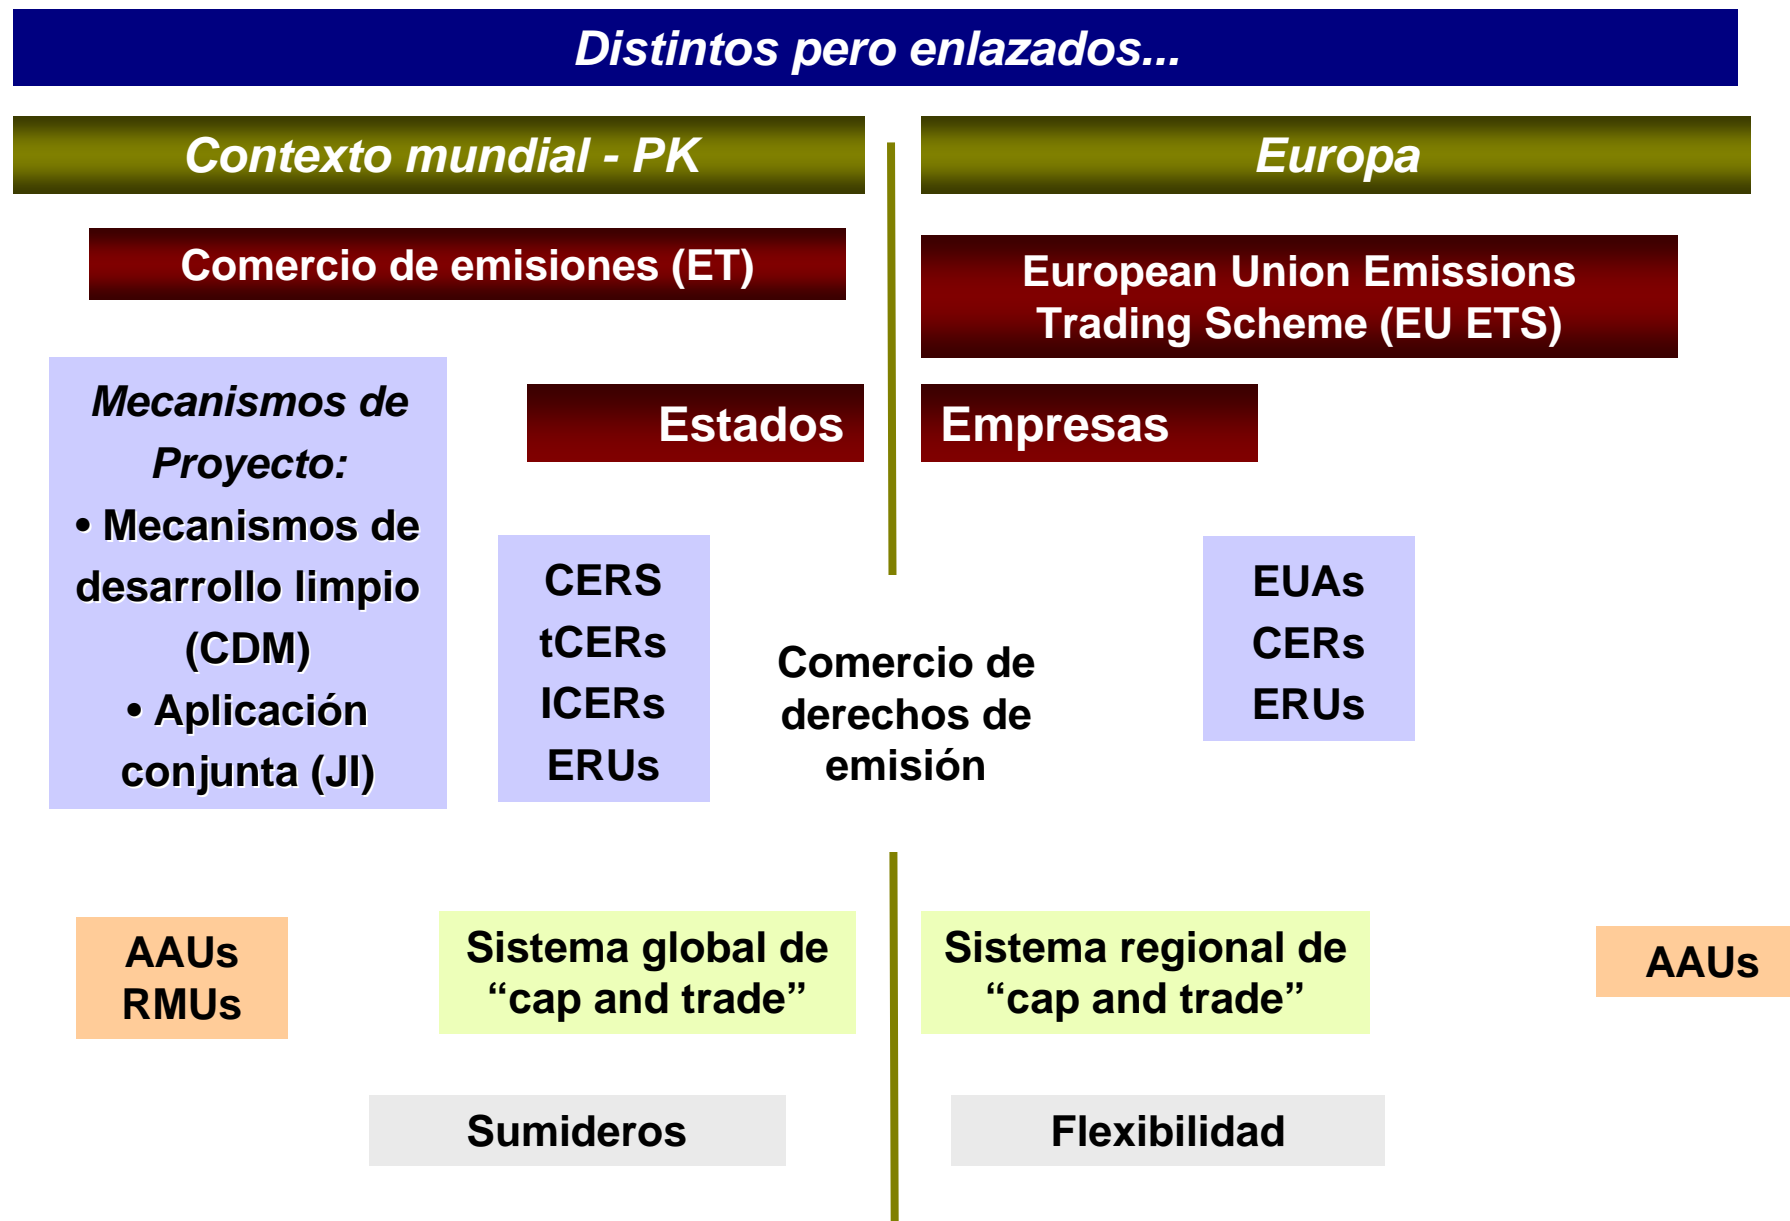 Distintos pero enlazados...
Contexto mundial - PK
Europa
Comercio de emisiones (ET)
European Union Emissions
Trading Scheme (EU ETS)
Mecanismos de
Proyecto:
• Mecanismos de
desarrollo limpio
(CDM)
• Aplicación
conjunta (JI)
Estados
Empresas
CERS
tCERs
lCERs
ERUs
Comercio de
derechos de
emisión
EUAs
CERs
ERUs
AAUs
RMUs
Sistema global de
“cap and trade”
Sistema regional de
“cap and trade”
AAUs
Sumideros
Flexibilidad